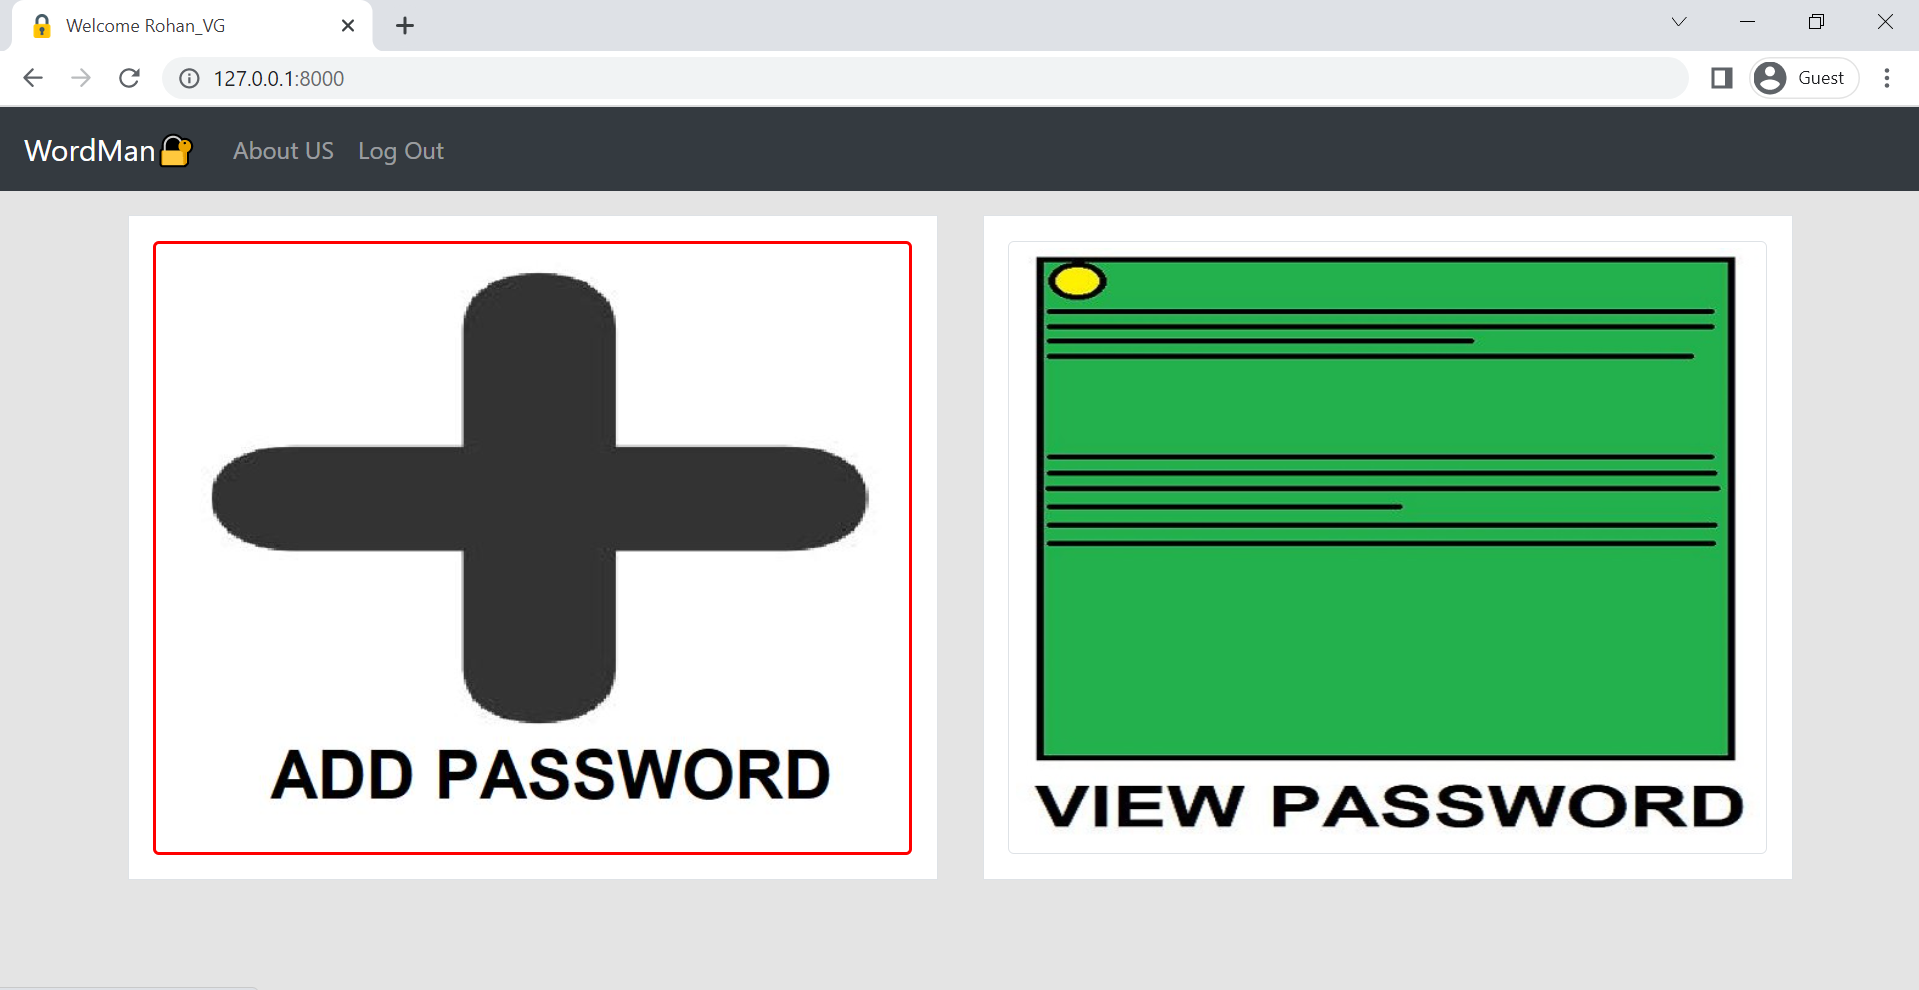 Welcome Rohan_VG
127.0.0.1:8000
Guest
WordMan
About US
Log Out
ADD PASSWORD
VIEW PASSWORD